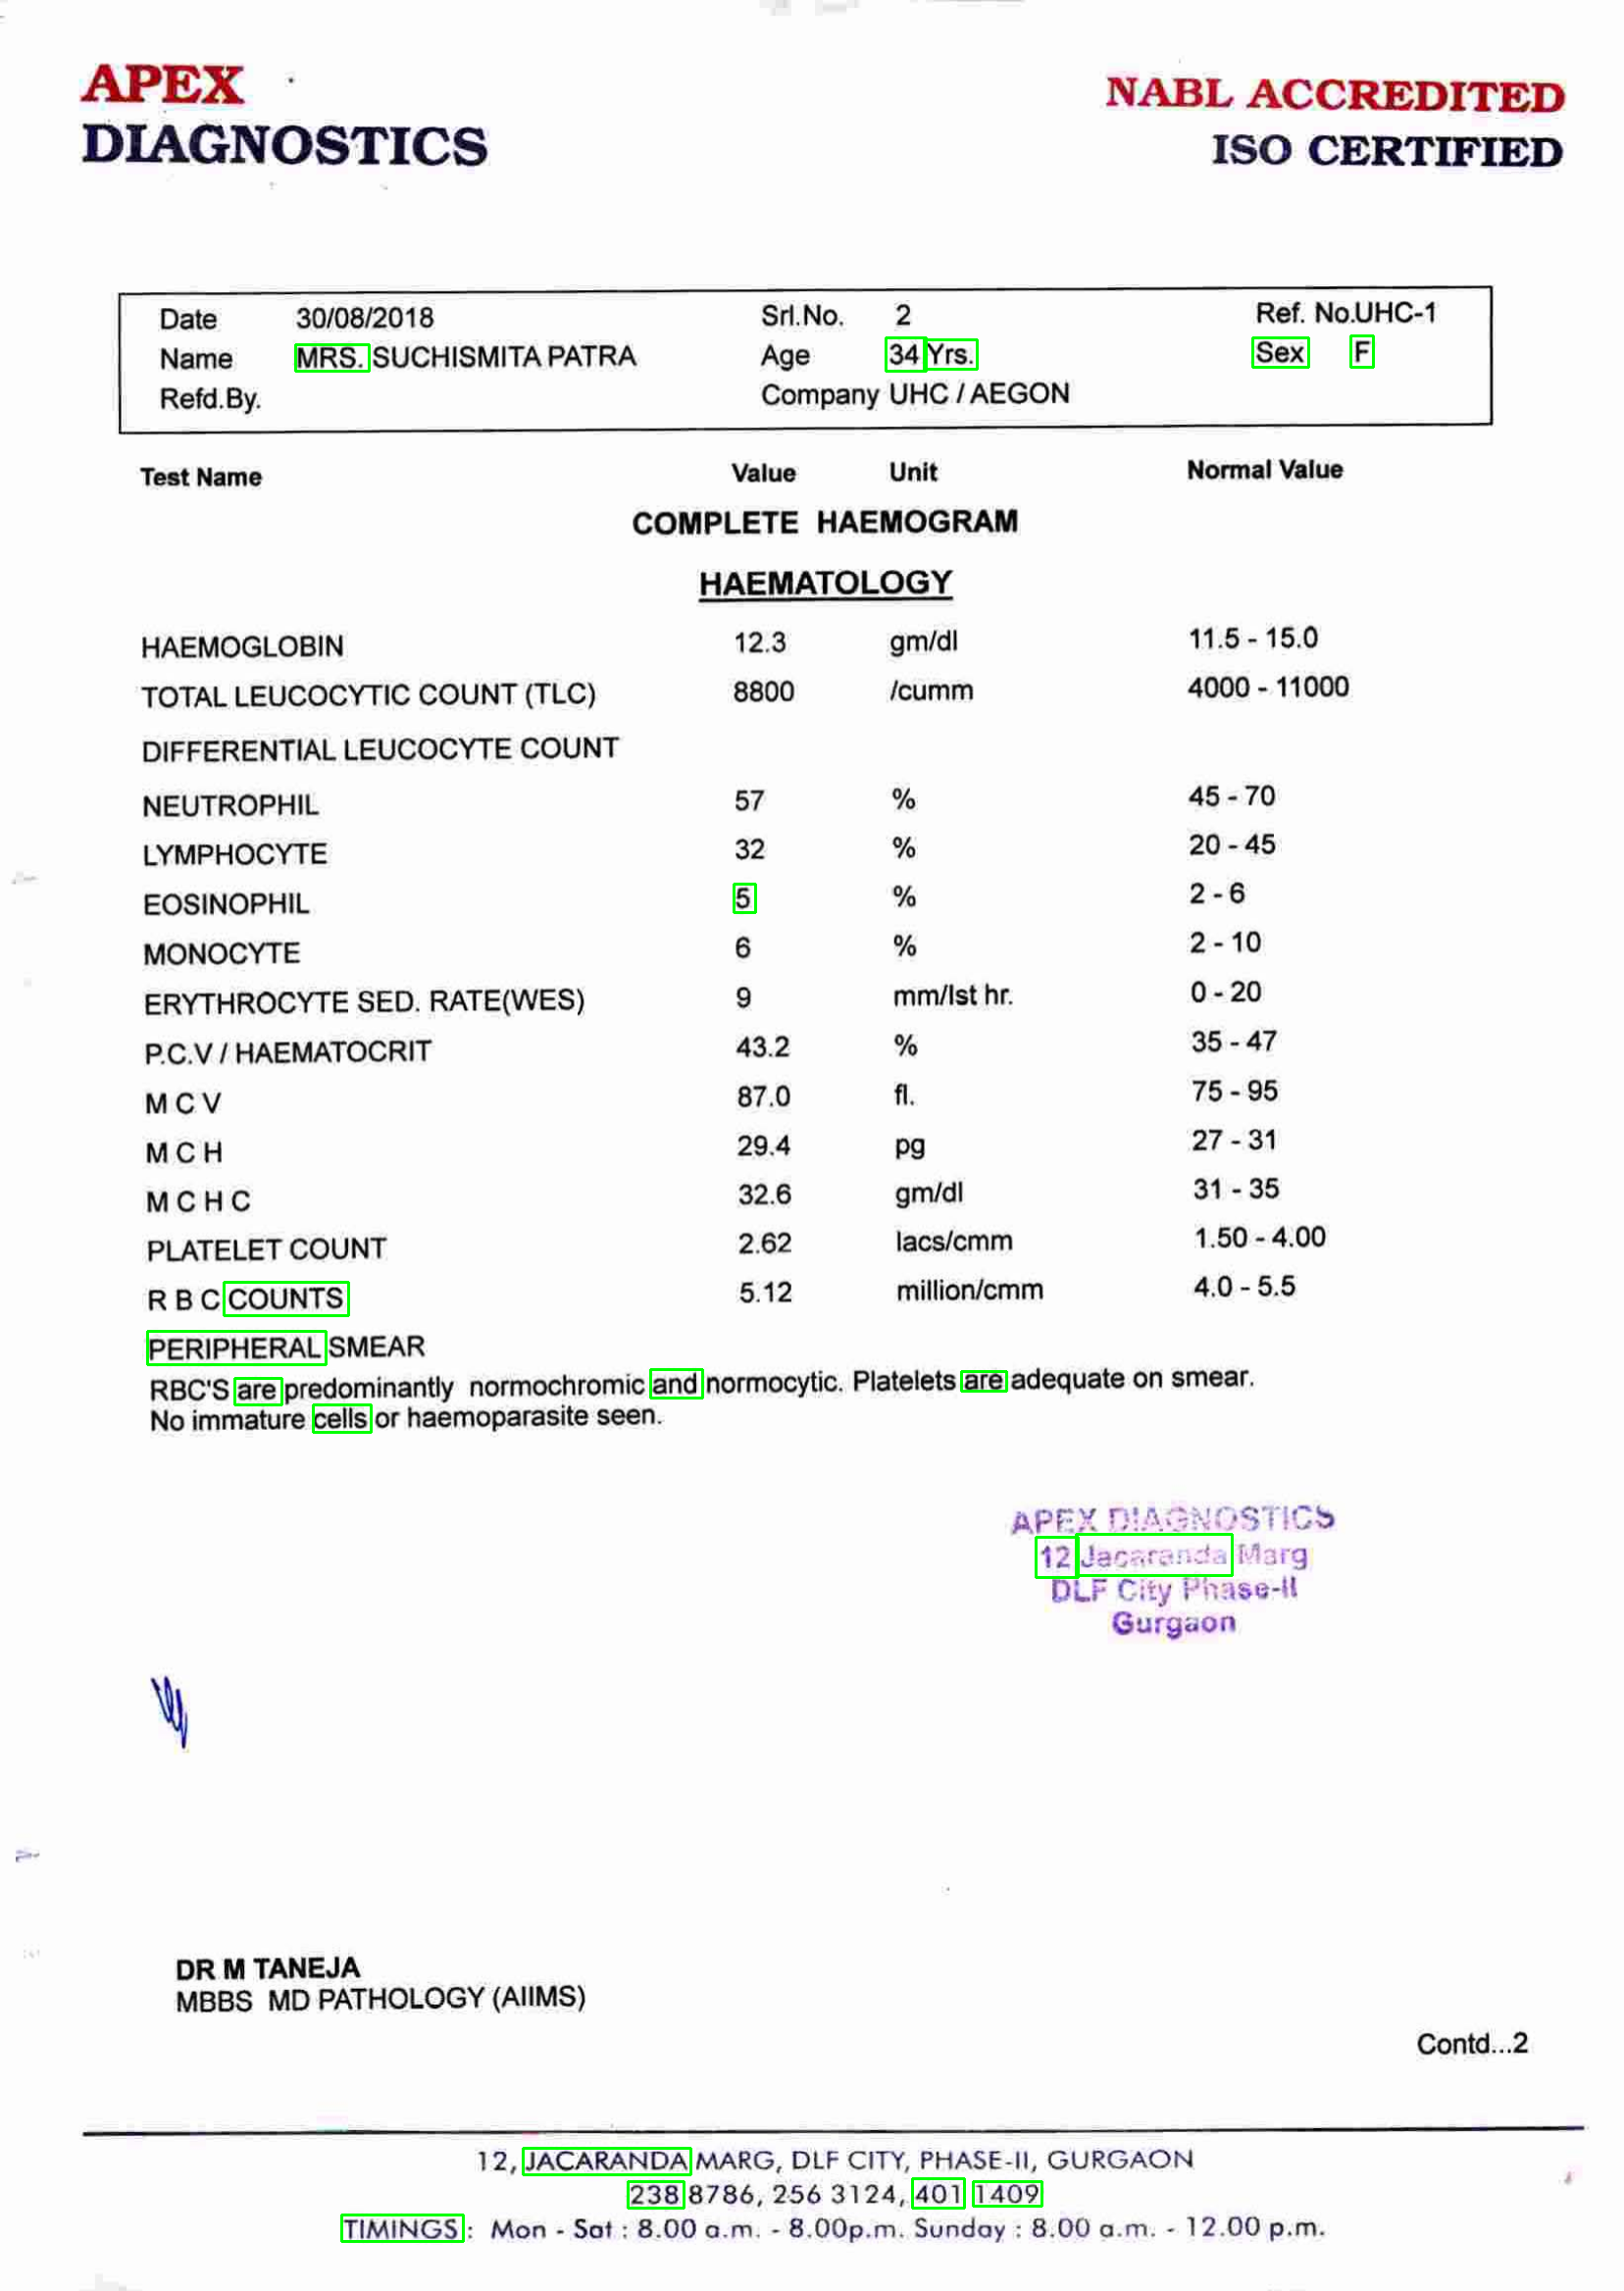 APEX
DIAGNOSTICS
NABL ACCREDITED
ISO CERTIFIED
Date 30/08/2018 Srl.No. 2 Ref. No.UHC-1
Name MRS. SUCHISMITA PATRA Age 34 Yrs. Sex F
Refd.By. Company UHC / AEGON
Test Name Value Unit Normal Value
COMPLETE HAEMOGRAM
HAEMATOLOGY
HAEMOGLOBIN 12.3 gm/dl 11.5 - 15.0
TOTAL LEUCOCYTIC COUNT (TLC) 8800 /cumm 4000 - 11000
DIFFERENTIAL LEUCOCYTE COUNT
NEUTROPHIL 57 % 45 - 70
LYMPHOCYTE 32 % 20 - 45
EOSINOPHIL 5 % 2 - 6
MONOCYTE 6 % 2 - 10
ERYTHROCYTE SED. RATE(WES) 9 mm/Ist hr. 0 - 20
P.C.V / HAEMATOCRIT 43.2 % 35 - 47
M C V 87.0 fl. 75 - 95
M C H 29.4 pg 27 - 31
M C H C 32.6 gm/dl 31 - 35
PLATELET COUNT 2.62 lacs/cmm 1.50 - 4.00
R B C COUNTS 5.12 million/cmm 4.0 - 5.5
PERIPHERAL SMEAR
RBC'S are predominantly normochromic and normocytic. Platelets are adequate on smear.
No immature cells or haemoparasite seen.
APEX DIAGNOSTICS
12 Jacaranda Marg
DLF City Phase-II
Gurgaon
DR M TANEJA
MBBS MD PATHOLOGY (AIIMS)
Contd...2
12, JACARANDA MARG, DLF CITY, PHASE-II, GURGAON
238 8786, 256 3124, 401 1409
TIMINGS : Mon - Sat : 8.00 a.m. - 8.00p.m. Sunday : 8.00 a.m. - 12.00 p.m.